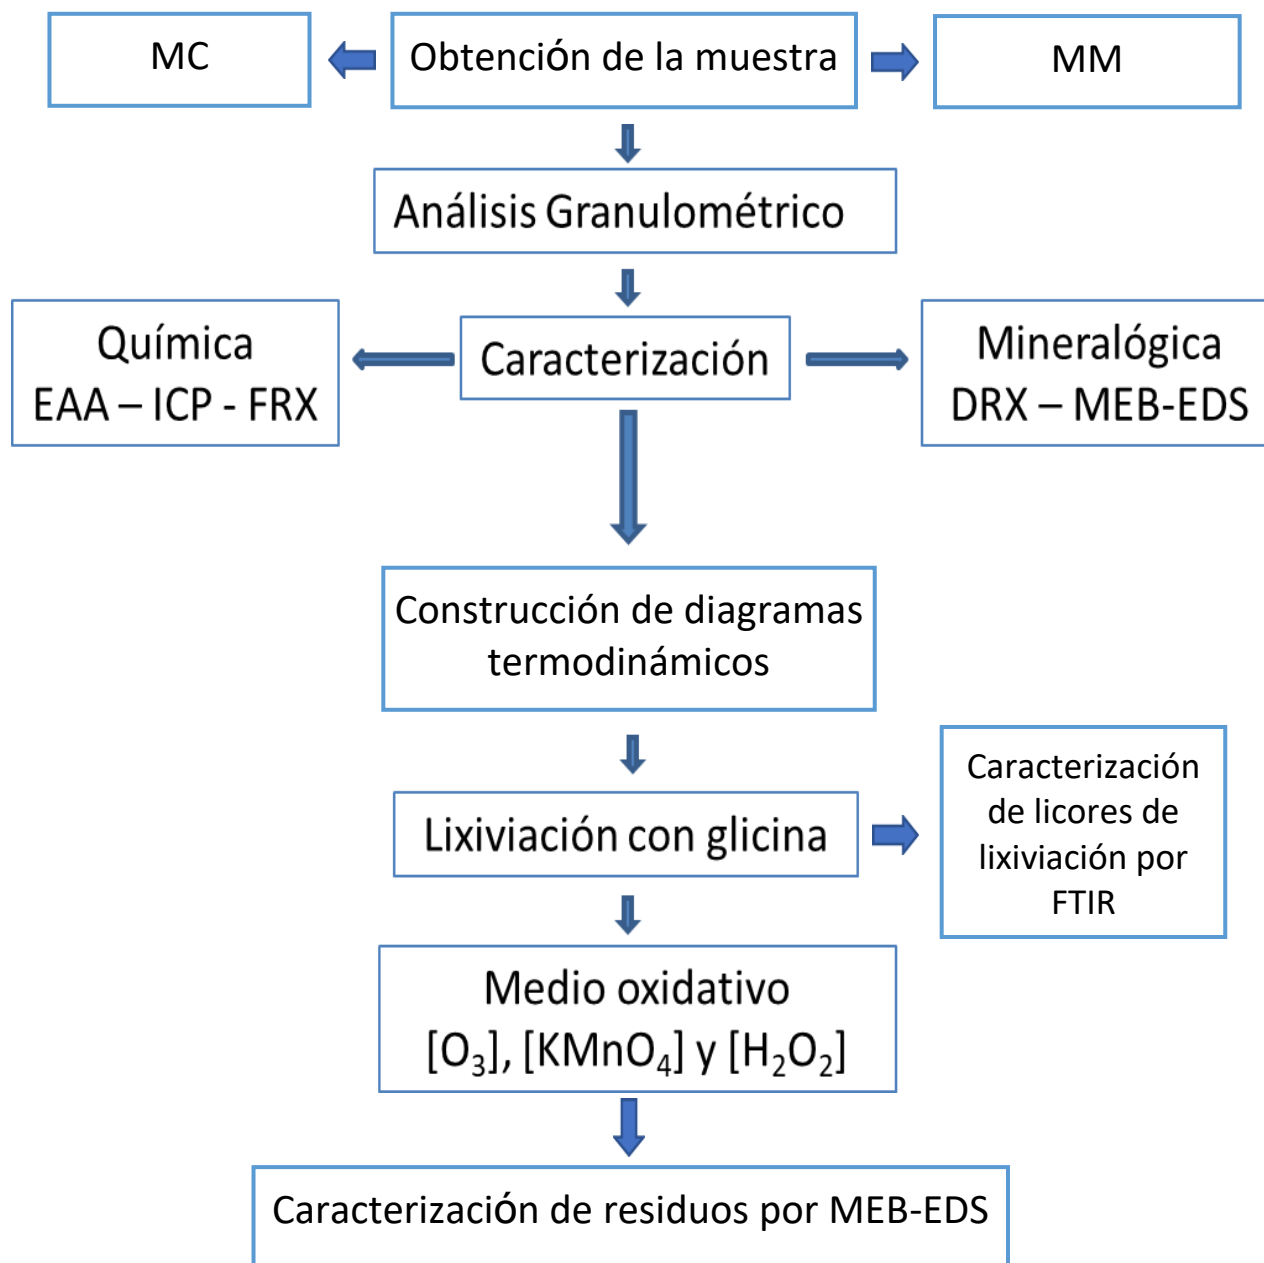 MC
Obtención de la muestra
MM
Análisis Granulométrico
Química
EAA – ICP - FRX
Caracterización
Mineralógica
DRX – MEB-EDS
Construcción de diagramas
termodinámicos
Lixiviación con glicina
Caracterización
de licores de
lixiviación por
FTIR
Medio oxidativo
[O₃], [KMnO₄] y [H₂O₂]
Caracterización de residuos por MEB-EDS